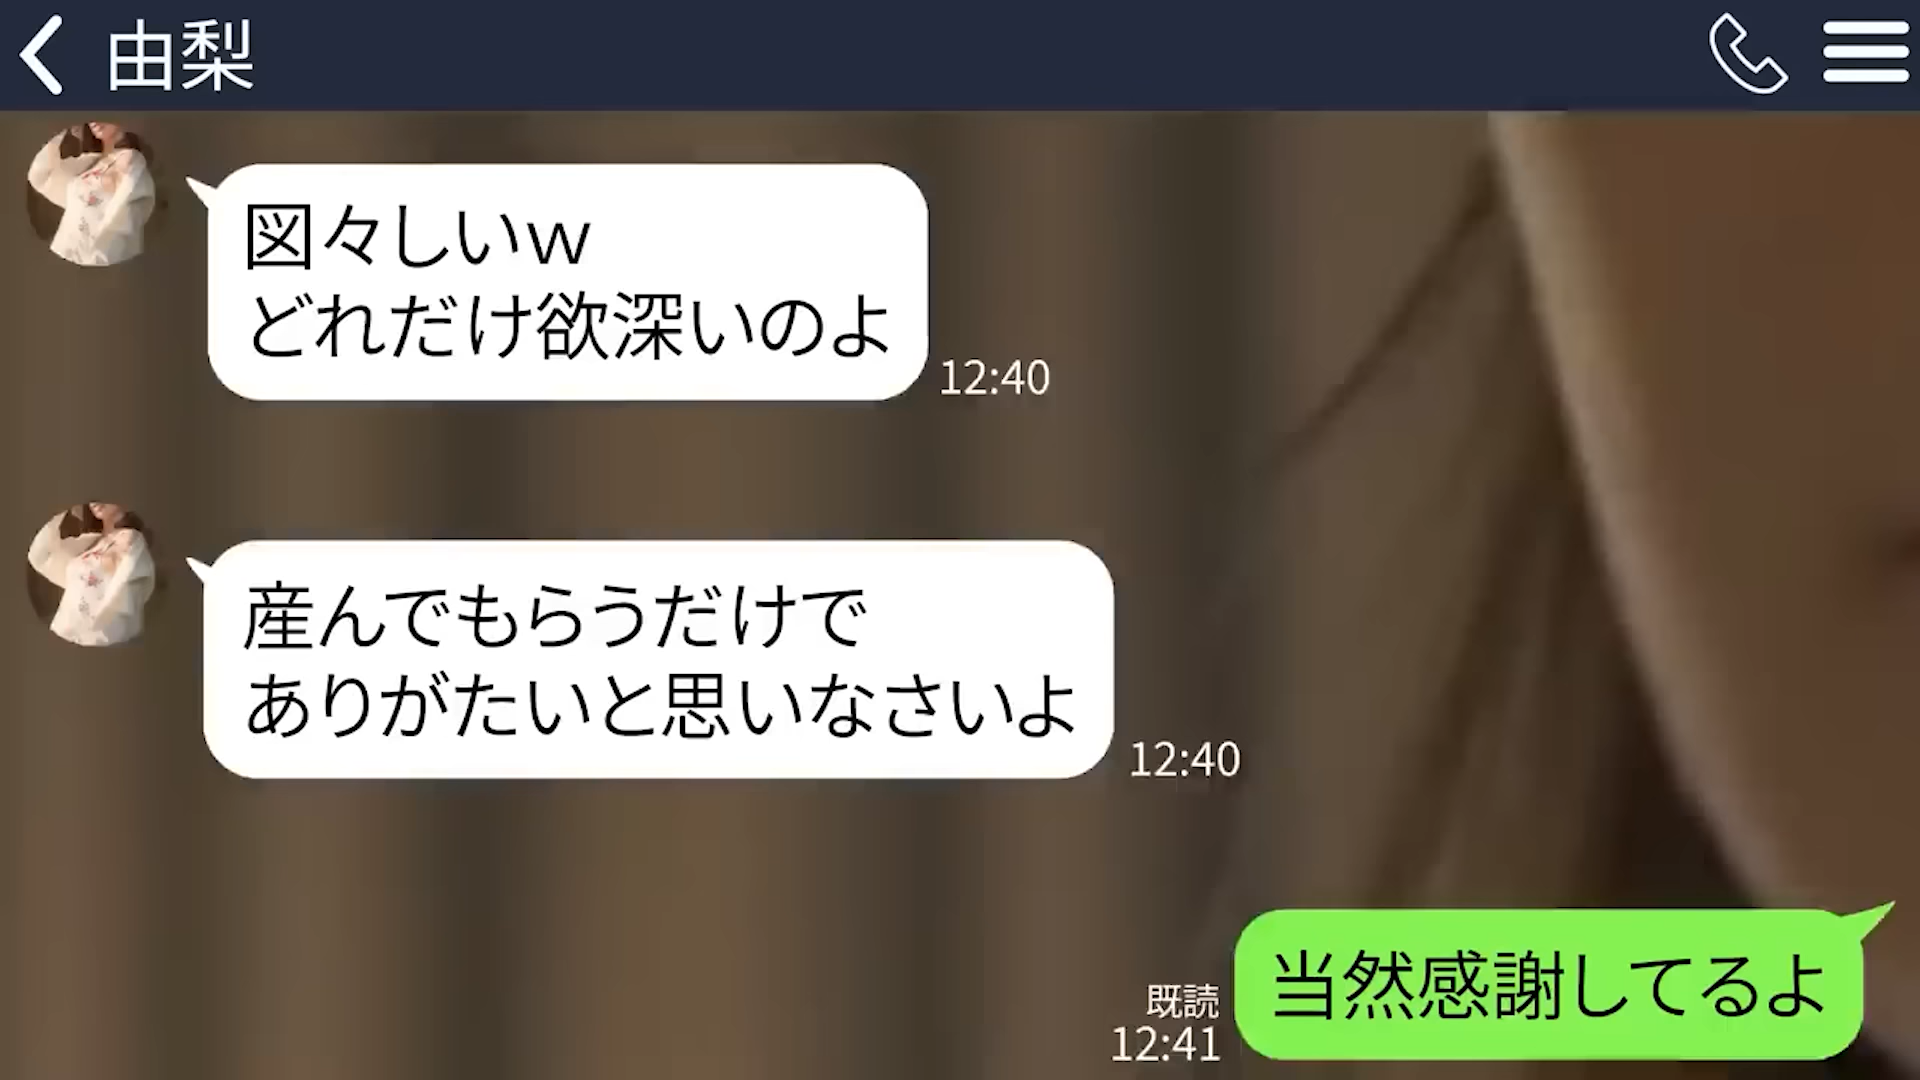 由梨
図々しいw
どれだけ欲深いのよ
12:40
産んでもらうだけで
ありがたいと思いなさいよ
12:40
当然感謝してるよ
既読
12:41